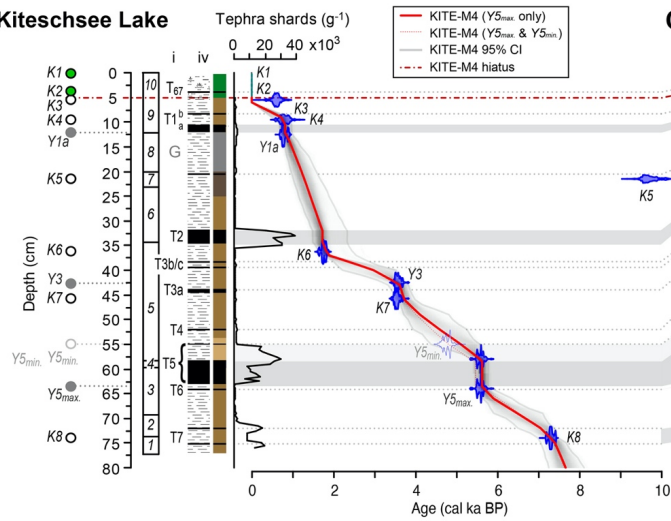 Kiteschsee Lake
Tephra shards (g-1)
i iv 0 20 40 x10³
KITE-M4 (Y5max. only)
KITE-M4 (Y5max. & Y5min.)
KITE-M4 95% CI
KITE-M4 hiatus
Depth (cm)
0
5
10
15
20
25
30
35
40
45
50
55
60
65
70
75
80
K1
K2
K3
K4
Y1a
K5
K6
Y3
K7
Y5min. Y5min.
Y5max.
K8
10
9
8
7
6
5
4
3
2
1
T67
T1b
a
G
T2
T3b/c
T3a
T4
T5
T6
T7
K1
K2
K3
K4
Y1a
K5
K6
Y3
K7
Y5min.
Y5max.
K8
0 2 4 6 8 10
Age (cal ka BP)